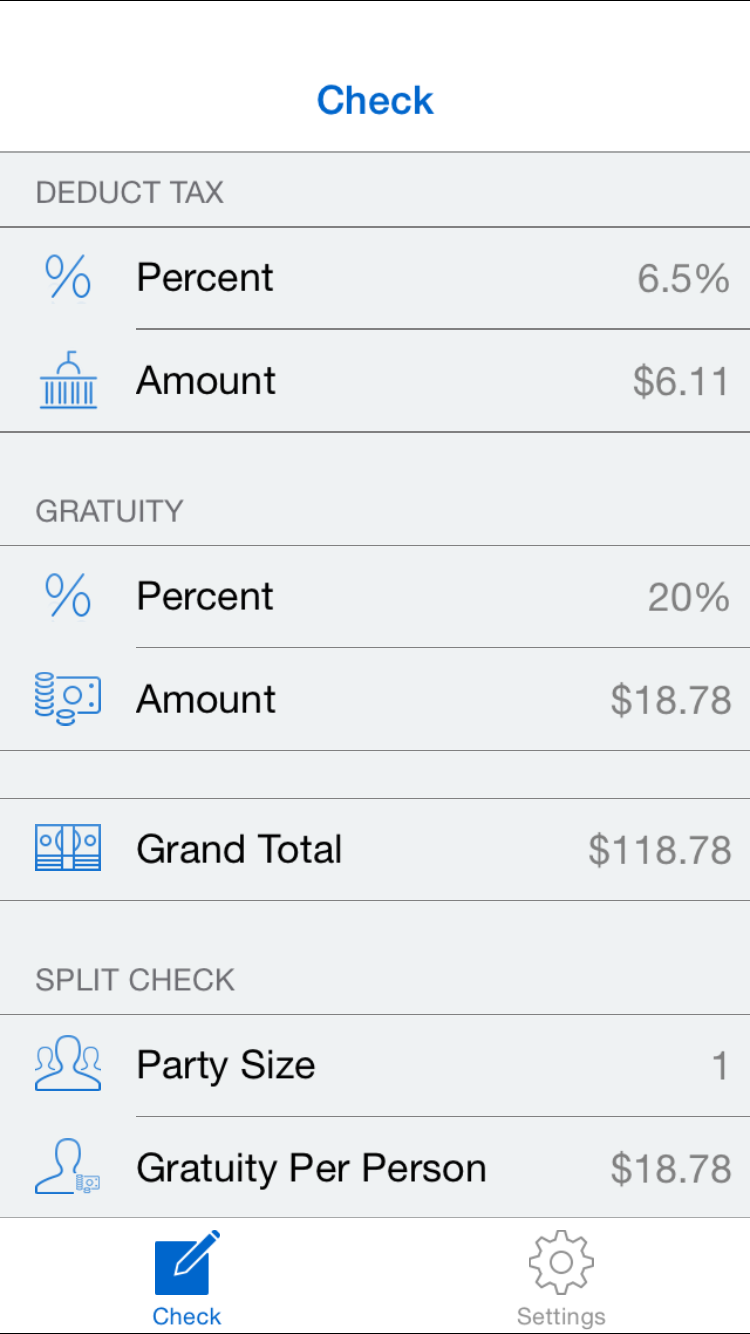 Check
DEDUCT TAX
% Percent 6.5%
Amount $6.11
GRATUITY
% Percent 20%
Amount $18.78
Grand Total $118.78
SPLIT CHECK
Party Size 1
Gratuity Per Person $18.78
Check Settings